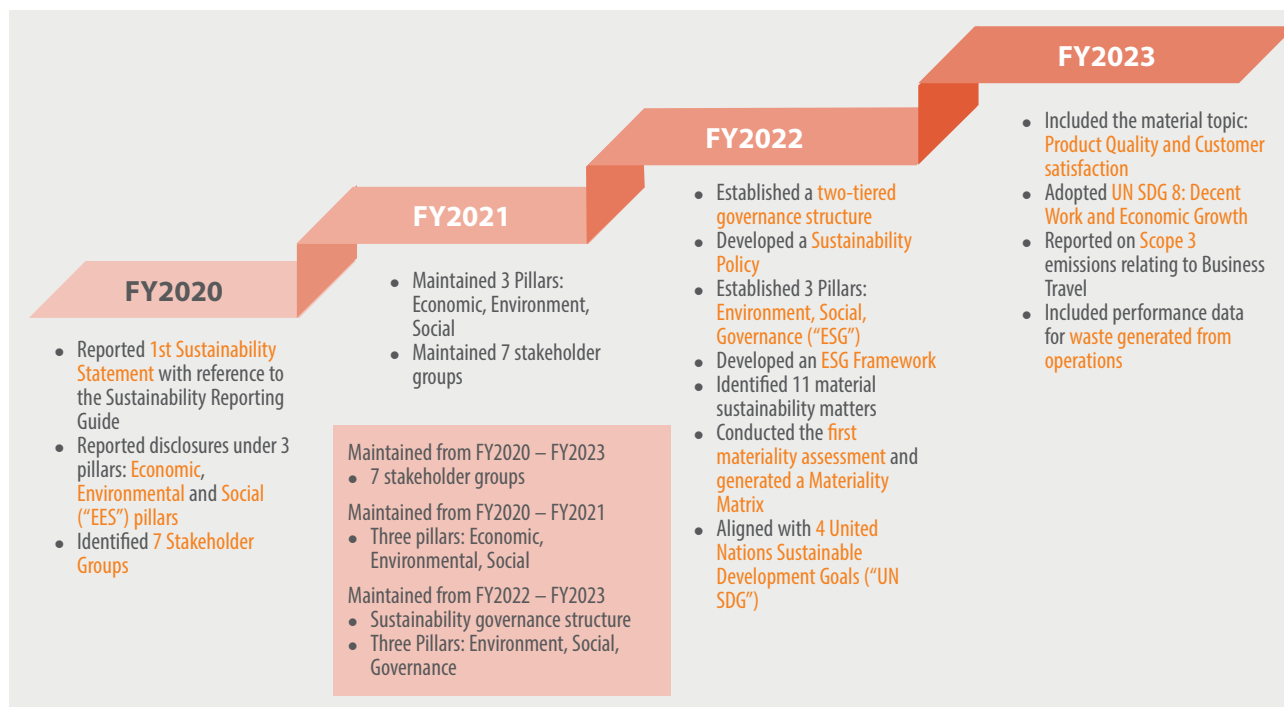 FY2020
• Reported 1st Sustainability
Statement with reference to
the Sustainability Reporting
Guide
• Reported disclosures under 3
pillars: Economic,
Environmental and Social
(“EES”) pillars
• Identified 7 Stakeholder
Groups
FY2021
• Maintained 3 Pillars:
Economic, Environment,
Social
• Maintained 7 stakeholder
groups
Maintained from FY2020 – FY2023
• 7 stakeholder groups
Maintained from FY2020 – FY2021
• Three pillars: Economic,
Environmental, Social
Maintained from FY2022 – FY2023
• Sustainability governance structure
• Three Pillars: Environment, Social,
Governance
FY2022
• Established a two-tiered
governance structure
• Developed a Sustainability
Policy
• Established 3 Pillars:
Environment, Social,
Governance (“ESG”)
• Developed an ESG Framework
• Identified 11 material
sustainability matters
• Conducted the first
materiality assessment and
generated a Materiality
Matrix
• Aligned with 4 United
Nations Sustainable
Development Goals (“UN
SDG”)
FY2023
• Included the material topic:
Product Quality and Customer
satisfaction
• Adopted UN SDG 8: Decent
Work and Economic Growth
• Reported on Scope 3
emissions relating to Business
Travel
• Included performance data
for waste generated from
operations